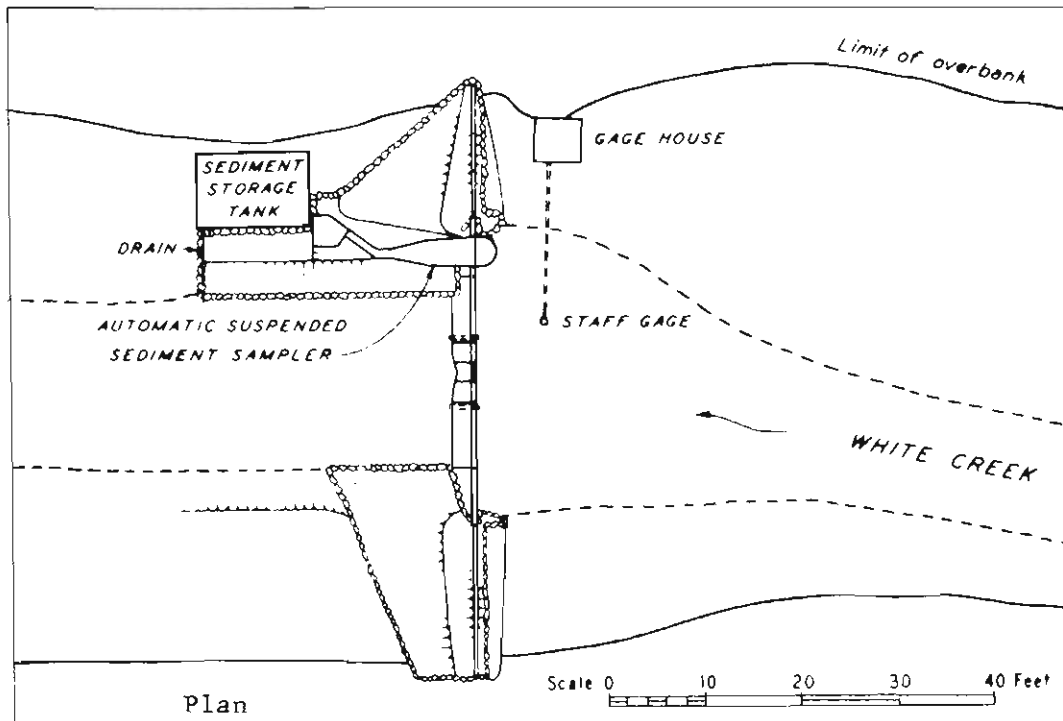 Limit of overbank
GAGE HOUSE
SEDIMENT
STORAGE
TANK
DRAIN
STAFF GAGE
AUTOMATIC SUSPENDED
SEDIMENT SAMPLER
WHITE CREEK
Scale 0 10 20 30 40 Feet
Plan